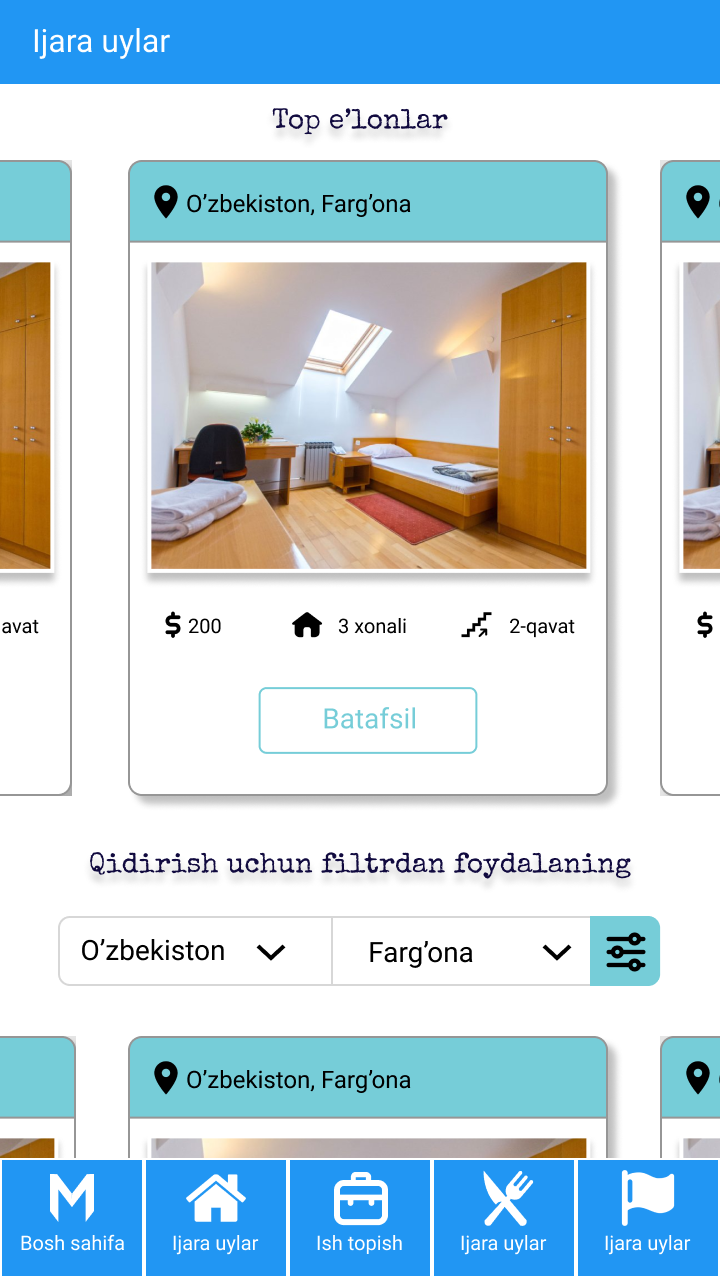 Ijara uylar
Top e’lonlar
O’zbekiston, Farg’ona
avat
$ 200
3 xonali
2-qavat
$
Batafsil
Qidirish uchun filtrdan foydalaning
O’zbekiston
Farg’ona
O’zbekiston, Farg’ona
Bosh sahifa
Ijara uylar
Ish topish
Ijara uylar
Ijara uylar